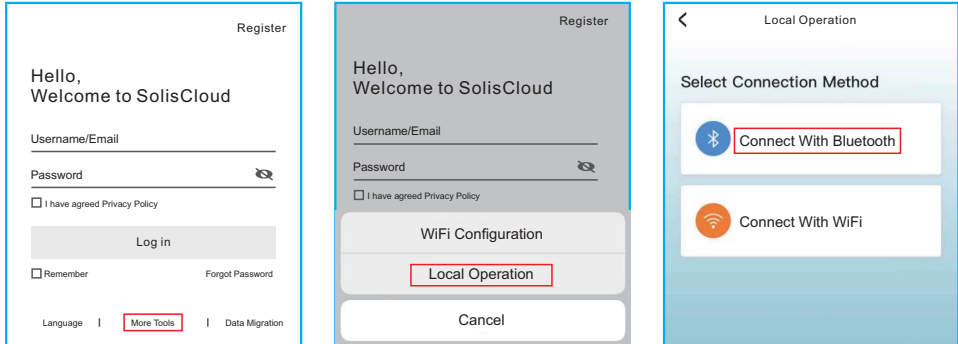 Register
Hello,
Welcome to SolisCloud
Username/Email
Password
I have agreed Privacy Policy
Log in
Remember Forgot Password
Language | More Tools | Data Migration
Register
Hello,
Welcome to SolisCloud
Username/Email
Password
I have agreed Privacy Policy
WiFi Configuration
Local Operation
Cancel
Local Operation
Select Connection Method
Connect With Bluetooth
Connect With WiFi